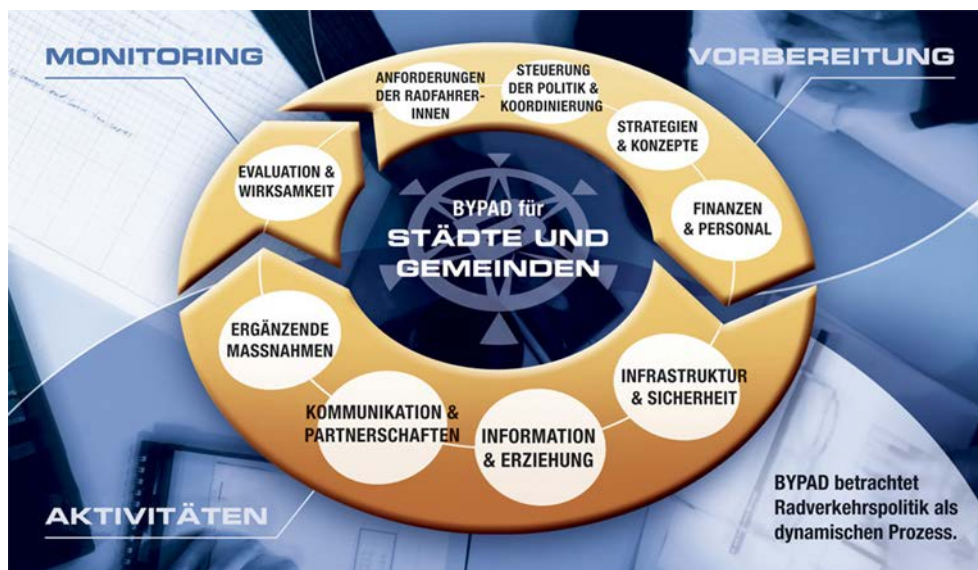 MONITORING
VORBEREITUNG
ANFORDERUNGEN
DER RADFAHRER-
INNEN
STEUERUNG
DER POLITIK &
KOORDINIERUNG
STRATEGIEN
& KONZEPTE
FINANZEN
& PERSONAL
EVALUATION &
WIRKSAMKEIT
BYPAD für
STÄDTE UND
GEMEINDEN
ERGÄNZENDE
MASSNAHMEN
KOMMUNIKATION &
PARTNERSCHAFTEN
INFORMATION
& ERZIEHUNG
INFRASTRUKTUR
& SICHERHEIT
AKTIVITÄTEN
BYPAD betrachtet
Radverkehrspolitik als
dynamischen Prozess.